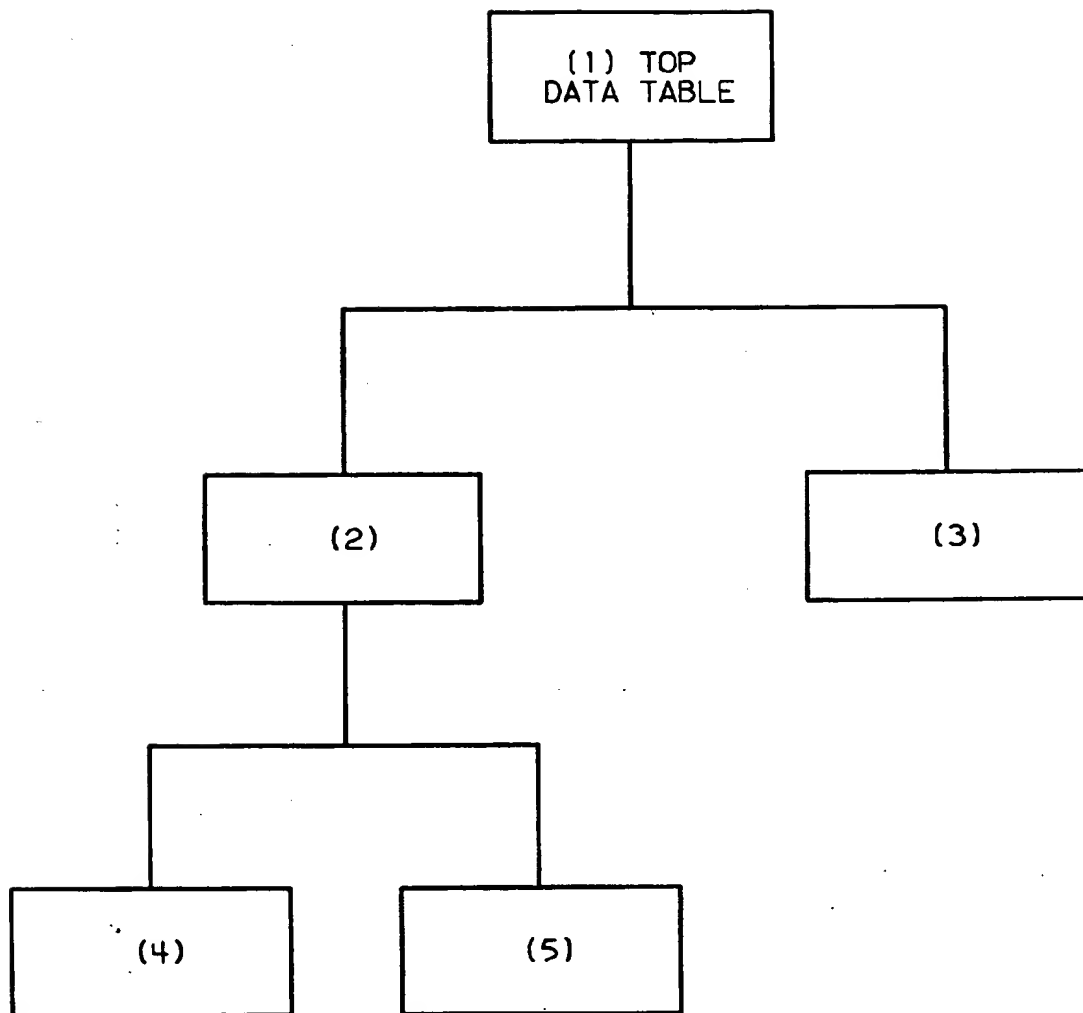 (1) TOP
DATA TABLE
(2)
(3)
(4)
(5)